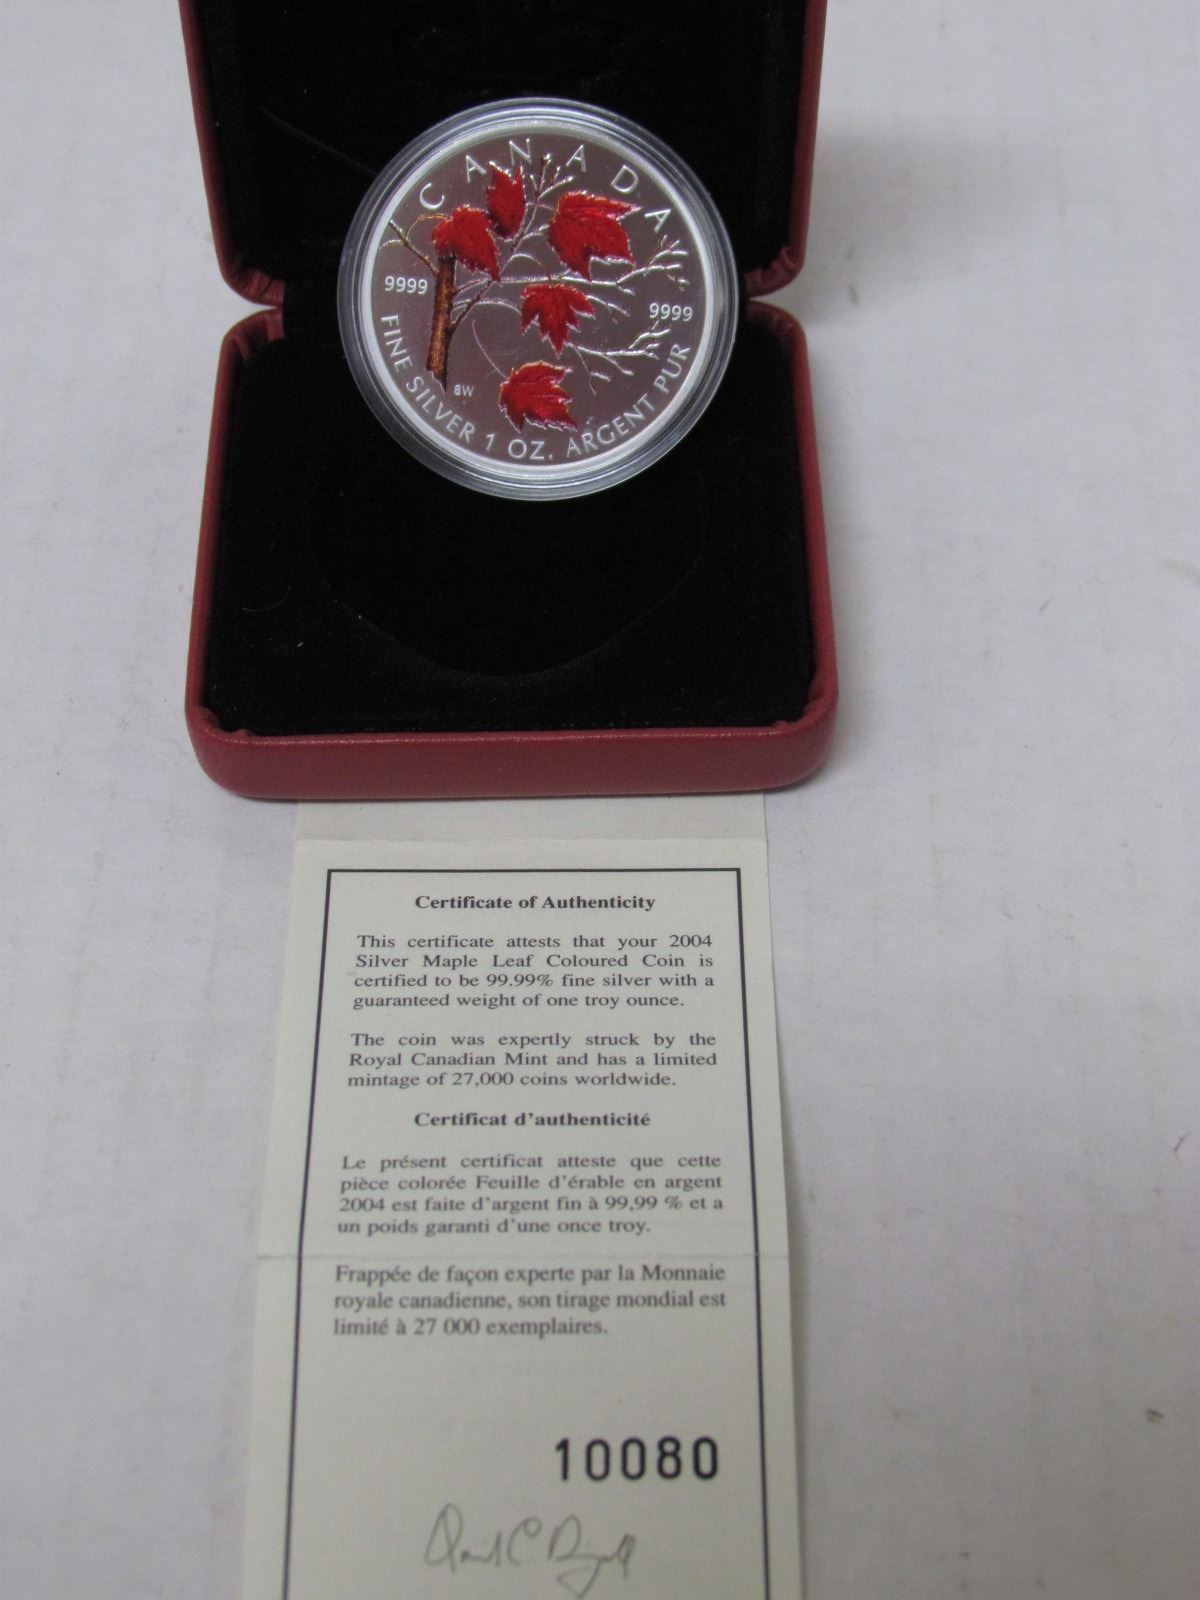 CANADA
9999
9999
FINE SILVER 1 OZ. ARGENT PUR
BW
Certificate of Authenticity
This certificate attests that your 2004
Silver Maple Leaf Coloured Coin is
certified to be 99.99% fine silver with a
guaranteed weight of one troy ounce.
The coin was expertly struck by the
Royal Canadian Mint and has a limited
mintage of 27,000 coins worldwide.
Certificat d'authenticité
Le présent certificat atteste que cette
pièce colorée Feuille d'érable en argent
2004 est faite d'argent fin à 99,99 % et a
un poids garanti d'une once troy.
Frappée de façon experte par la Monnaie
royale canadienne, son tirage mondial est
limité à 27 000 exemplaires.
10080